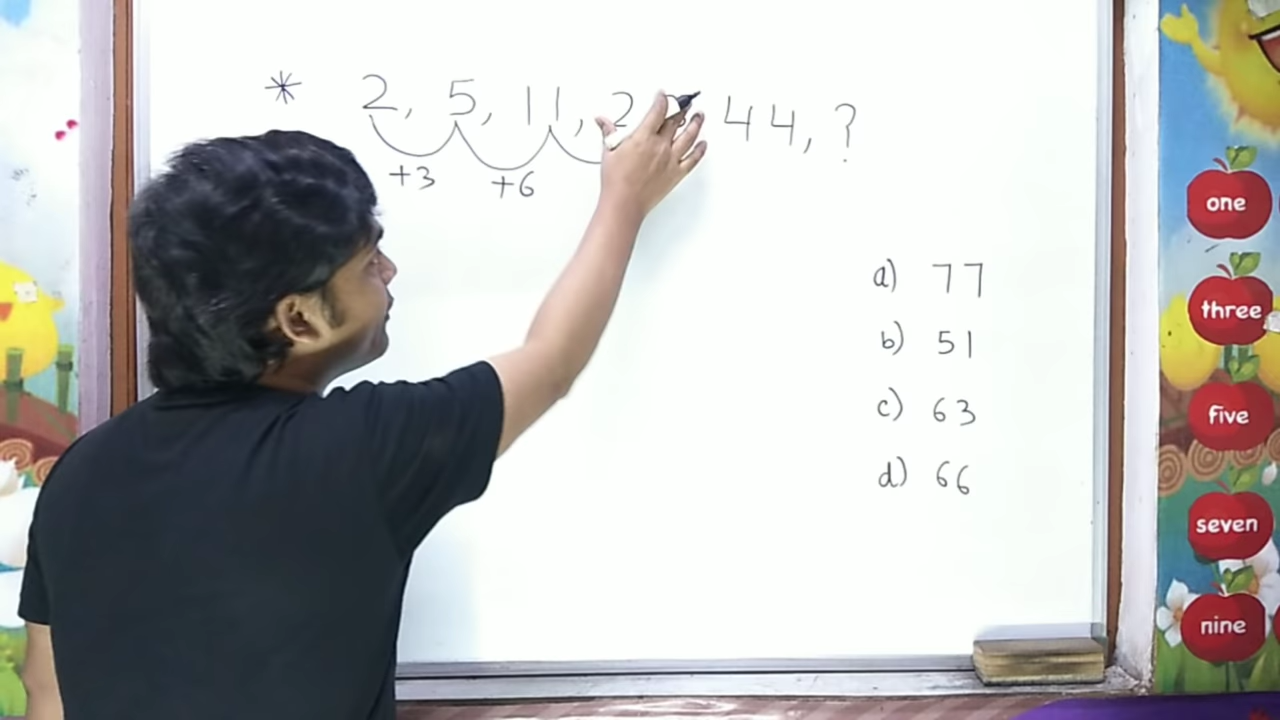 * 2, 5, 11, 2 44, ?
+3 +6
a) 77
b) 51
c) 63
d) 66
one
three
five
seven
nine